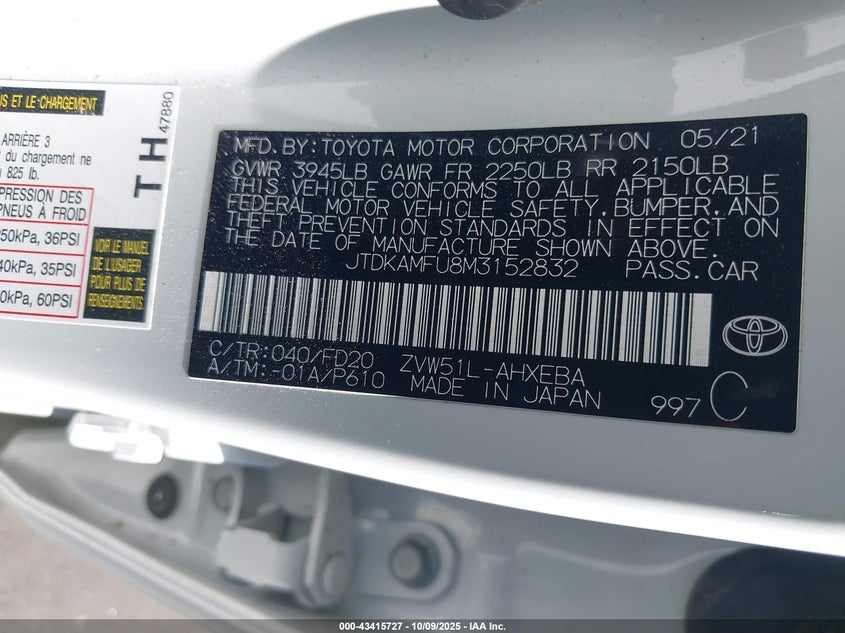 US ET LE CHARGEMENT
ARRIÈRE 3
du chargement ne
825 lb.
PRESSION DES
PNEUS À FROID
250kPa, 36PSI
240kPa, 35PSI
0kPa, 60PSI
VOIR LE MANUEL
DE L'USAGER
POUR PLUS DE
RENSEIGNEMENTS
TH
47880
MFD.BY:TOYOTA MOTOR CORPORATION 05/21
GVWR 3945LB GAWR FR 2250LB RR 2150LB
THIS VEHICLE CONFORMS TO ALL APPLICABLE
FEDERAL MOTOR VEHICLE SAFETY,BUMPER,AND
THEFT PREVENTION STANDARDS IN EFFECT ON
THE DATE OF MANUFACTURE SHOWN ABOVE.
JTDKAMFU8M3152832 PASS.CAR
C/TR:040/FD20 ZVW51L-AHXEBA
A/TM:-01A/P610 MADE IN JAPAN
997 C
000-43415727 - 10/09/2025 - IAA Inc.